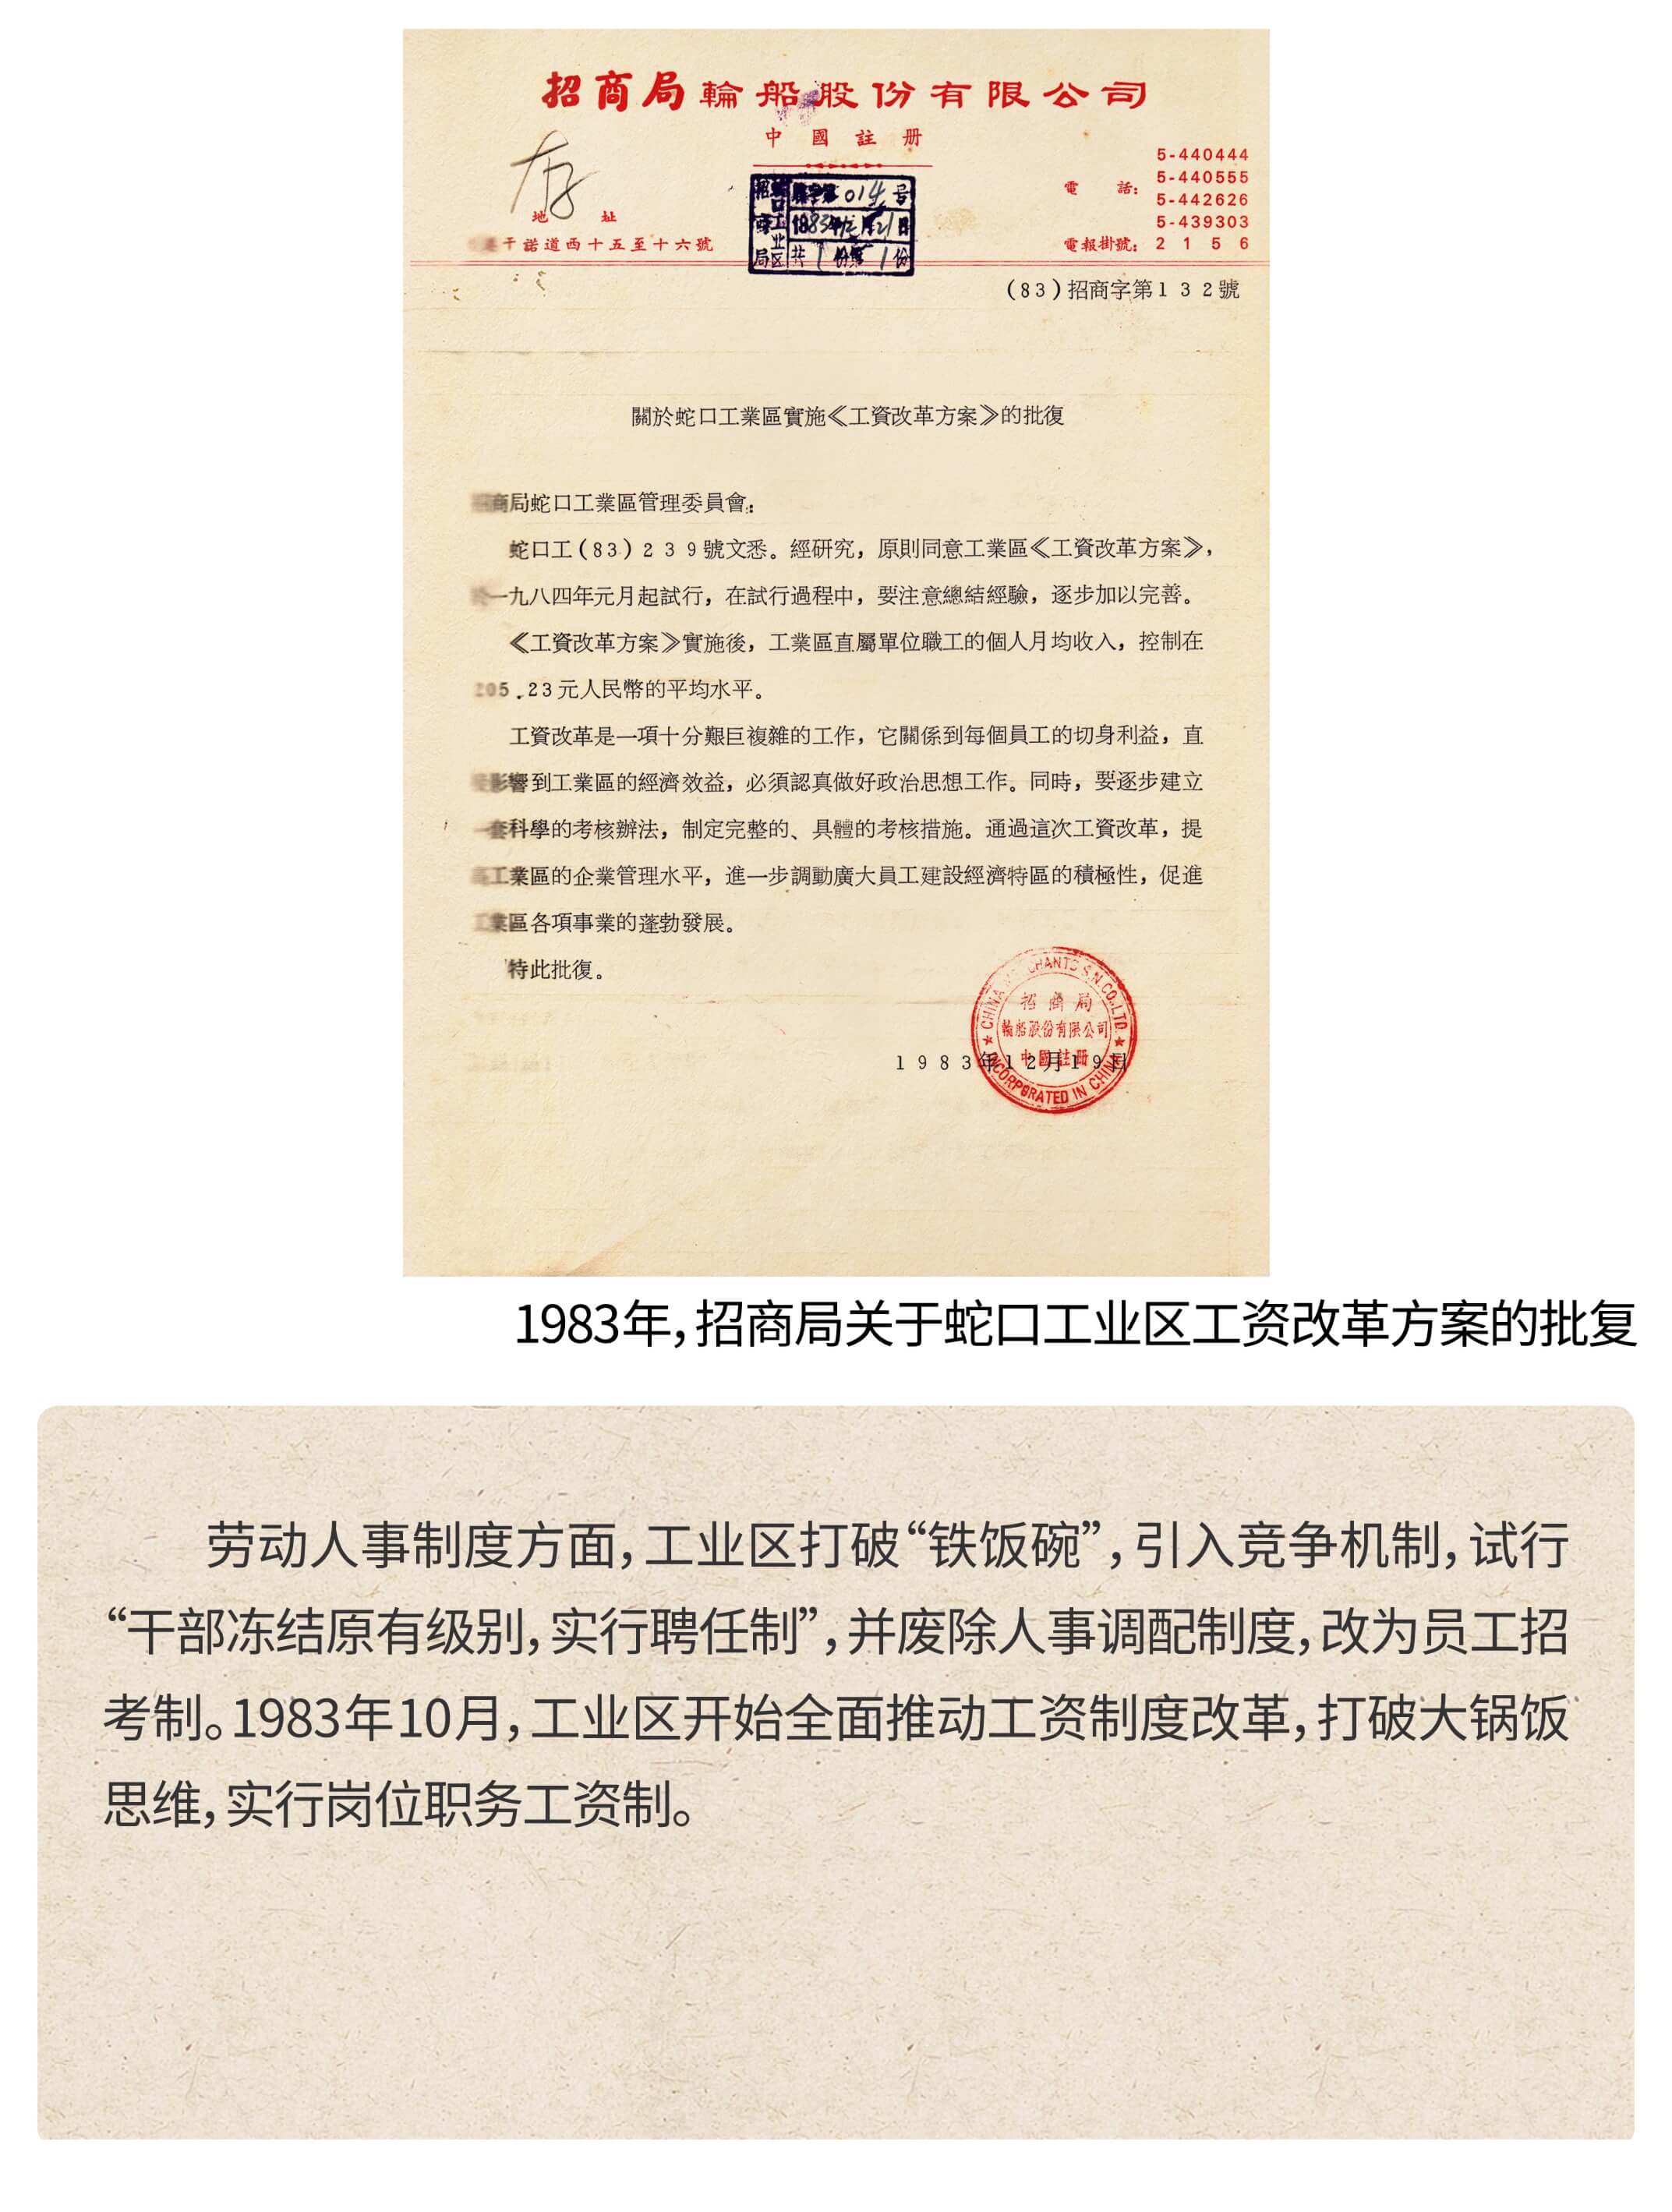 招商局輪船股份有限公司
中國註册
存
地址
干諾道西十五至十六號
電話：
5-440444
5-440555
5-442626
5-439303
電報掛號：2156
014号
1983年12月21日
共1份第1份
(83)招商字第132號
關於蛇口工業區實施《工資改革方案》的批復
商局蛇口工業區管理委員會：
蛇口工(83)239號文悉。經研究，原則同意工業區《工資改革方案》，
一九八四年元月起試行，在試行過程中，要注意總結經驗，逐步加以完善。
《工資改革方案》實施後，工業區直屬單位職工的個人月均收入，控制在
205.23元人民幣的平均水平。
工資改革是一項十分艱巨複雜的工作，它關係到每個員工的切身利益，直
影響到工業區的經濟效益，必須認真做好政治思想工作。同時，要逐步建立
一套科學的考核辦法，制定完整的、具體的考核措施。通過這次工資改革，提
工業區的企業管理水平，進一步調動廣大員工建設經濟特區的積極性，促進
工業區各項事業的蓬勃發展。
特此批復。
CHINA MERCHANTS S.N.CO.,LTD.
招商局
輪船股份有限公司
中國註册
INCORPORATED IN CHINA
1983年12月19日
1983年，招商局关于蛇口工业区工资改革方案的批复
劳动人事制度方面，工业区打破“铁饭碗”，引入竞争机制，试行
“干部冻结原有级别，实行聘任制”，并废除人事调配制度，改为员工招
考制。1983年10月，工业区开始全面推动工资制度改革，打破大锅饭
思维，实行岗位职务工资制。